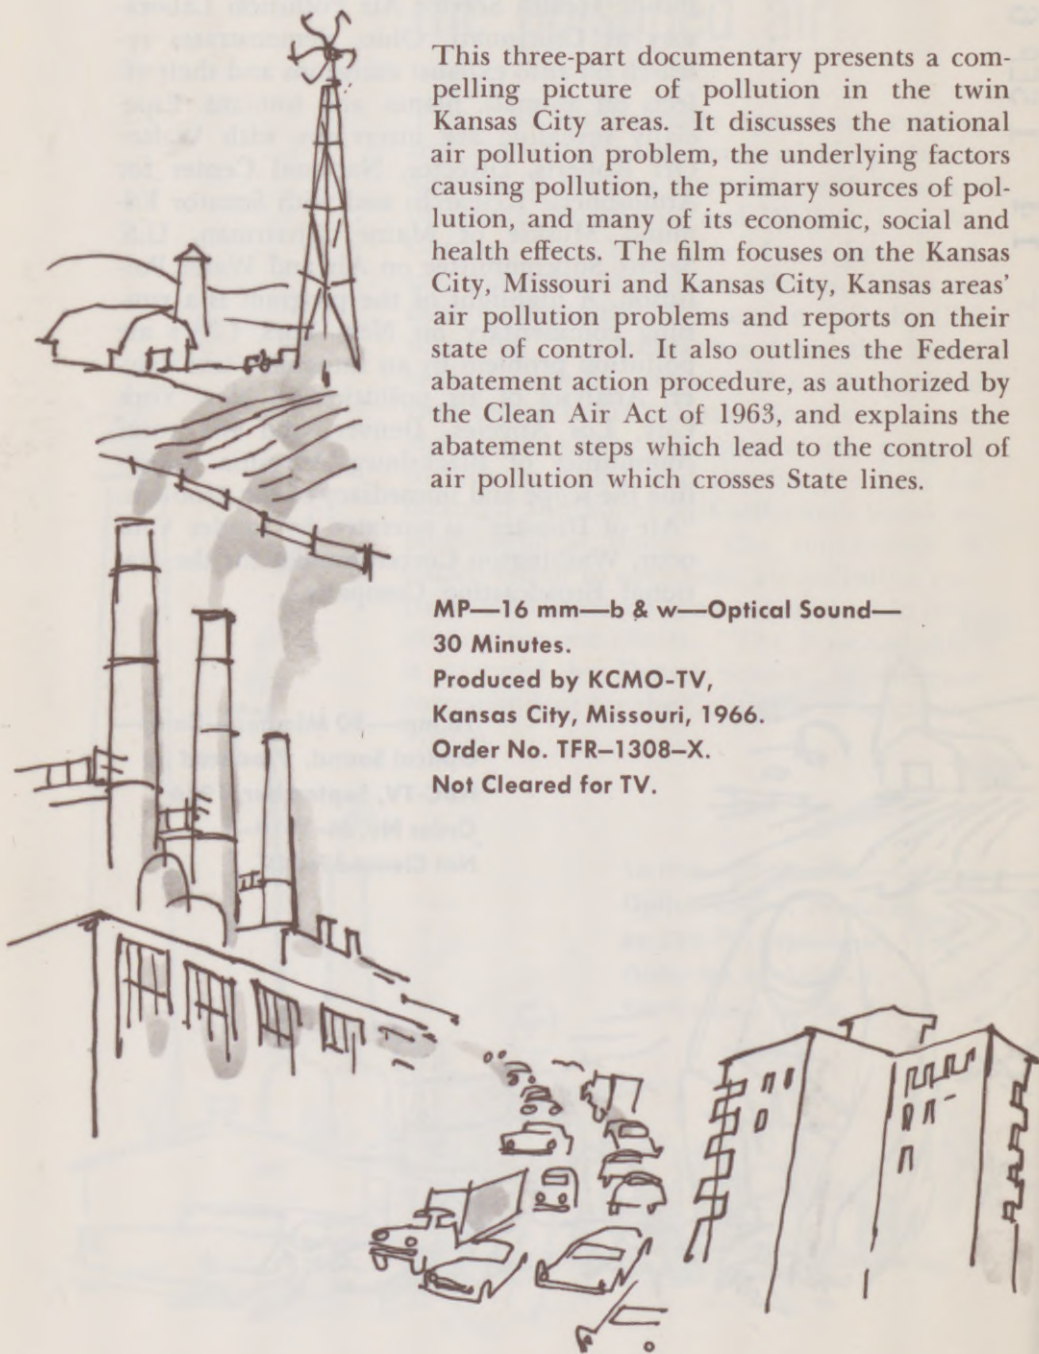 This three-part documentary presents a com-
pelling picture of pollution in the twin
Kansas City areas. It discusses the national
air pollution problem, the underlying factors
causing pollution, the primary sources of pol-
lution, and many of its economic, social and
health effects. The film focuses on the Kansas
City, Missouri and Kansas City, Kansas areas'
air pollution problems and reports on their
state of control. It also outlines the Federal
abatement action procedure, as authorized by
the Clean Air Act of 1963, and explains the
abatement steps which lead to the control of
air pollution which crosses State lines.
MP—16 mm—b & w—Optical Sound—
30 Minutes.
Produced by KCMO-TV,
Kansas City, Missouri, 1966.
Order No. TFR–1308–X.
Not Cleared for TV.